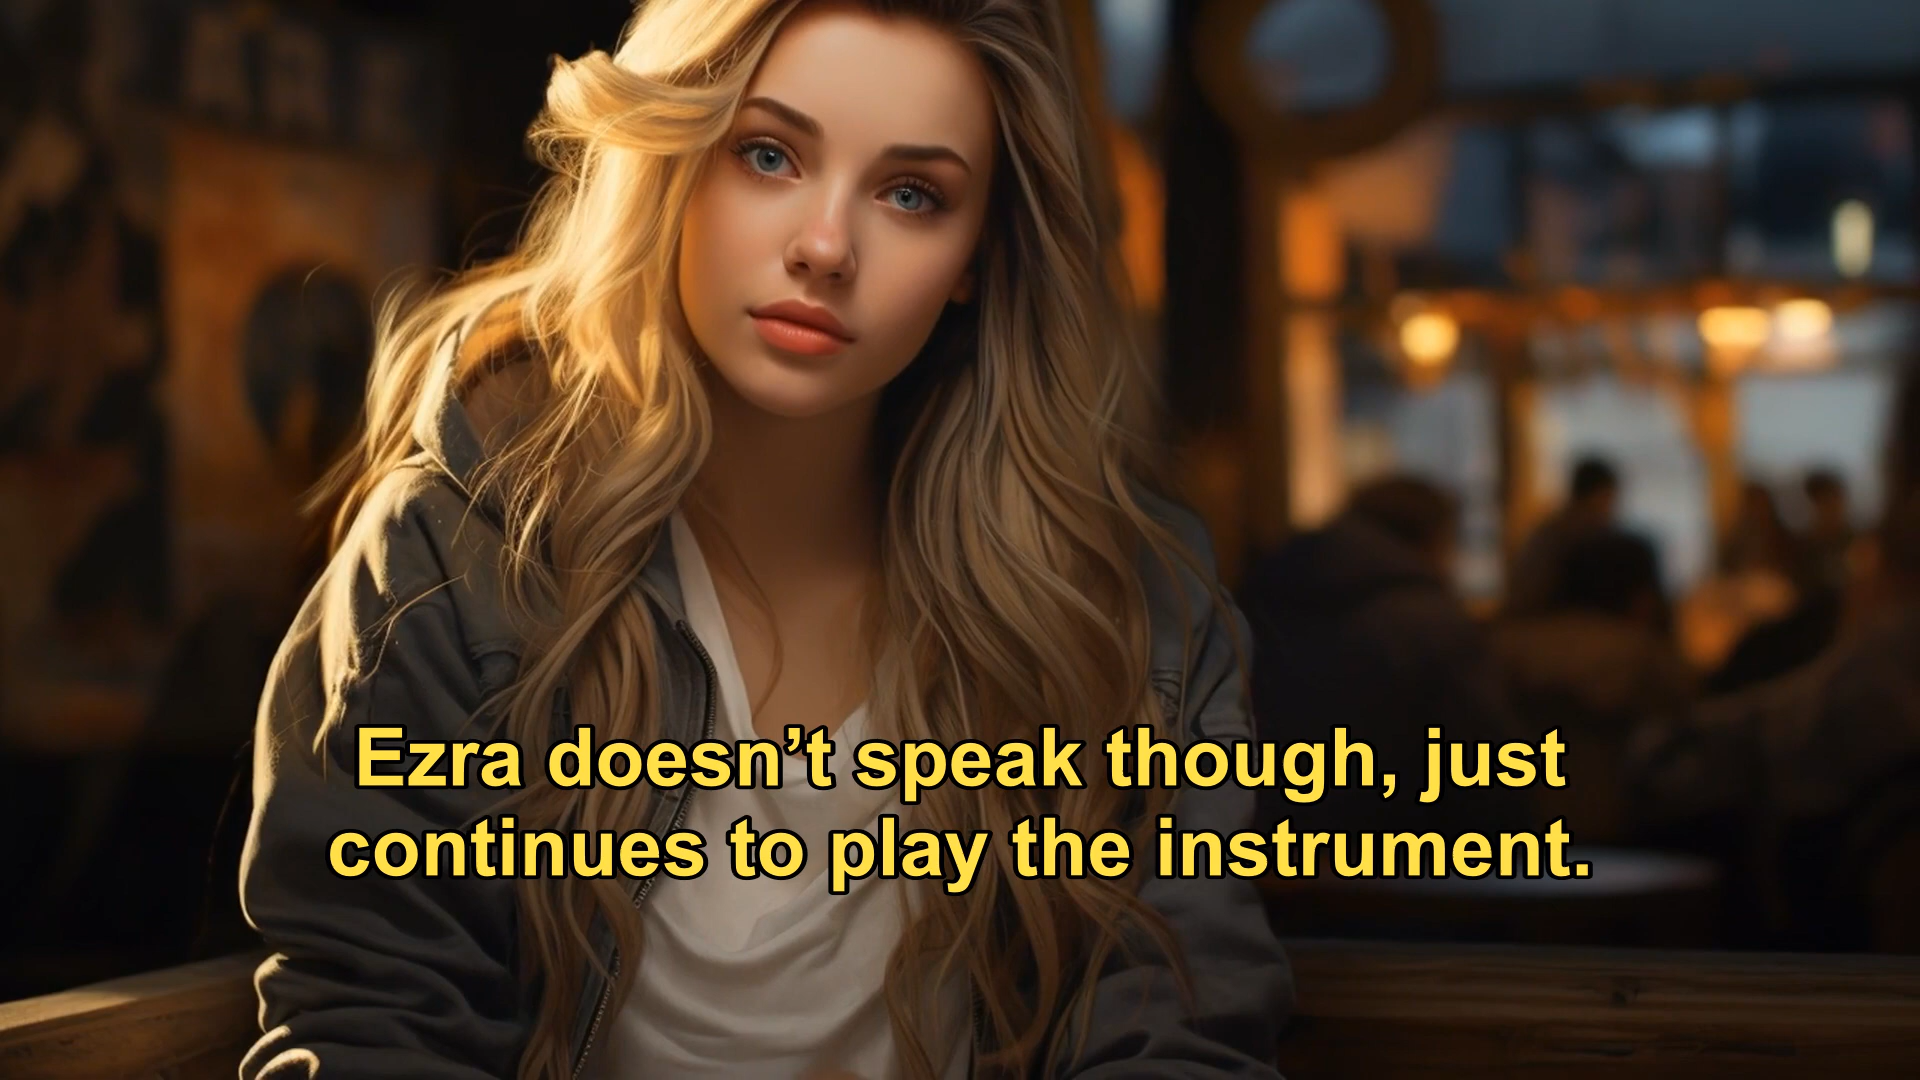 Ezra doesn’t speak though, just
continues to play the instrument.